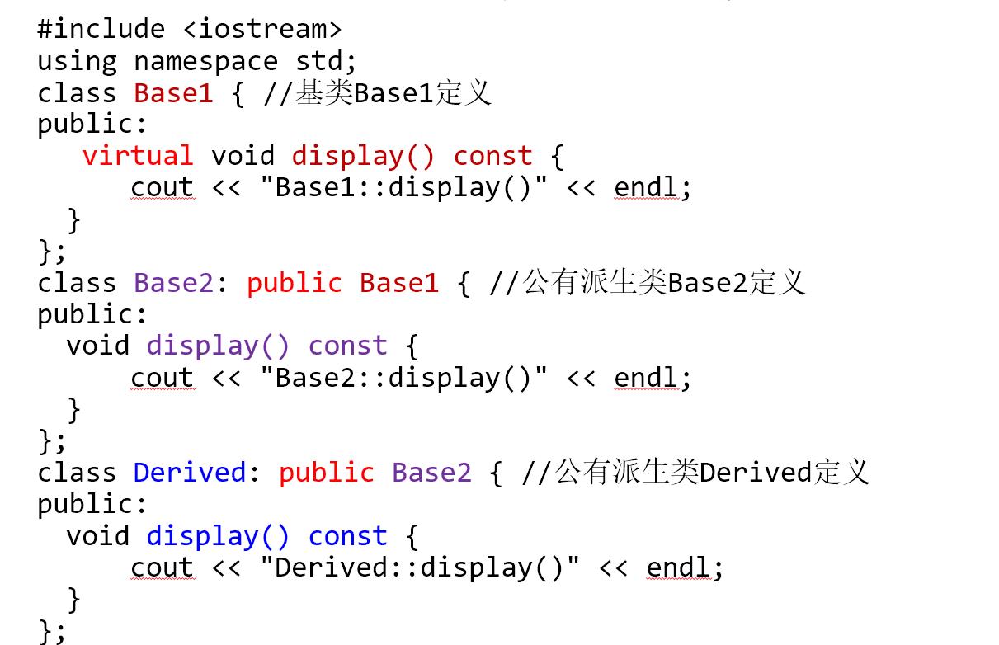 #include <iostream>
using namespace std;
class Base1 { //基类Base1定义
public:
virtual void display() const {
cout << "Base1::display()" << endl;
}
};
class Base2: public Base1 { //公有派生类Base2定义
public:
void display() const {
cout << "Base2::display()" << endl;
}
};
class Derived: public Base2 { //公有派生类Derived定义
public:
void display() const {
cout << "Derived::display()" << endl;
}
};